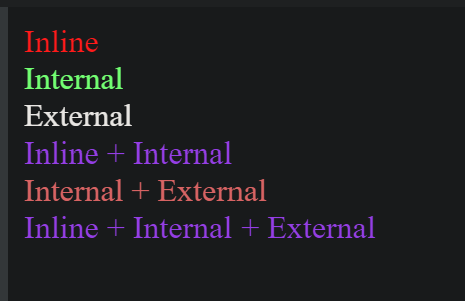 Inline
Internal
External
Inline + Internal
Internal + External
Inline + Internal + External